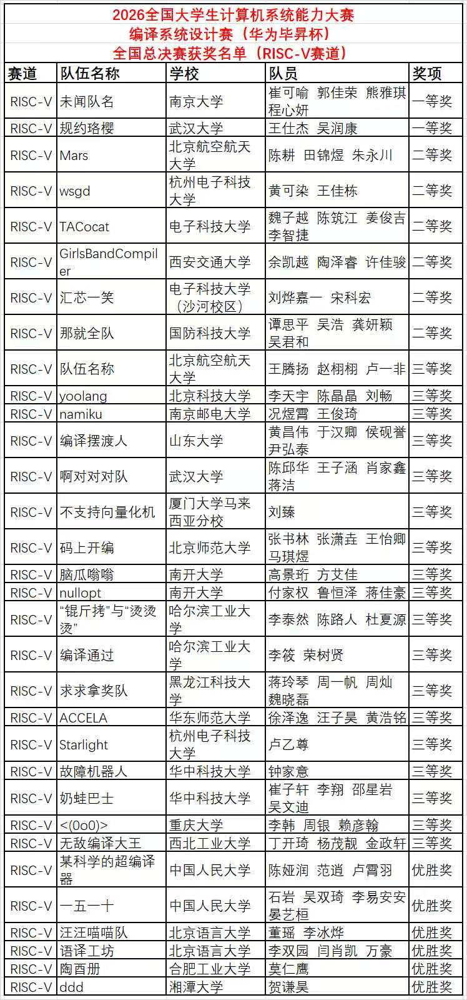 2026全国大学生计算机系统能力大赛
编译系统设计赛（华为毕昇杯）
全国总决赛获奖名单（RISC-V赛道）
赛道 队伍名称 学校 队员 奖项
RISC-V 未闻队名 南京大学 崔可喻 郭佳荣 熊雅琪 程心妍 一等奖
RISC-V 规约珞樱 武汉大学 王仕杰 吴润康 一等奖
RISC-V Mars 北京航空航天大学 陈耕 田锦煜 朱永川 二等奖
RISC-V wsgd 杭州电子科技大学 黄可染 王佳栋 二等奖
RISC-V TACocat 电子科技大学 魏子越 陈筑江 姜俊吉 李智捷 二等奖
RISC-V GirlsBandCompiler 西安交通大学 余凯越 陶泽睿 许佳骏 二等奖
RISC-V 汇芯一笑 电子科技大学（沙河校区） 刘烨嘉一 宋科宏 二等奖
RISC-V 那就全队 国防科技大学 谭思平 吴浩 龚妍颖 吴君和 二等奖
RISC-V 队伍名称 北京航空航天大学 王腾扬 赵栩栩 卢一非 三等奖
RISC-V yoolang 北京科技大学 李天宇 陈晶晶 刘畅 三等奖
RISC-V namiku 南京邮电大学 况煜霄 王俊琦 三等奖
RISC-V 编译摆渡人 山东大学 黄昌伟 于汉卿 侯砚誉 尹弘泰 三等奖
RISC-V 啊对对对队 武汉大学 陈邱华 王子涵 肖家鑫 蒋洁 三等奖
RISC-V 不支持向量化机 厦门大学马来西亚分校 刘臻 三等奖
RISC-V 码上开编 北京师范大学 张书林 张潇垚 王怡卿 马琪煜 三等奖
RISC-V 脑瓜嗡嗡 南开大学 高景珩 方艾佳 三等奖
RISC-V nullopt 南开大学 付家权 鲁恒泽 蒋佳豪 三等奖
RISC-V “锟斤拷”与“烫烫烫” 哈尔滨工业大学 李泰然 陈路人 杜夏源 三等奖
RISC-V 编译通过 哈尔滨工业大学 李筱 荣树贤 三等奖
RISC-V 求求拿奖队 黑龙江科技大学 蒋玲琴 周一帆 周灿 魏晓磊 三等奖
RISC-V ACCELA 华东师范大学 徐泽逸 汪子昊 黄浩铭 三等奖
RISC-V Starlight 杭州电子科技大学 卢乙尊 三等奖
RISC-V 故障机器人 华中科技大学 钟家意 三等奖
RISC-V 奶蛙巴士 华中科技大学 崔子轩 李翔 邵星岩 吴文迪 三等奖
RISC-V <(0o0)> 重庆大学 李韩 周银 赖彦翰 三等奖
RISC-V 无敌编译大王 西北工业大学 丁开琦 杨茂靓 金政轩 三等奖
RISC-V 某科学的超编译器 中国人民大学 陈娅润 范逍 卢霄羽 优胜奖
RISC-V 一五一十 中国人民大学 石岩 吴双琦 李易安安 晏艺桓 优胜奖
RISC-V 汪汪喵喵队 北京语言大学 董瑶 李冰烨 优胜奖
RISC-V 语译工坊 北京语言大学 李双园 闫肖凯 万豪 优胜奖
RISC-V 陶酉册 合肥工业大学 莫仁鹰 优胜奖
RISC-V ddd 湘潭大学 贺谦昊 优胜奖